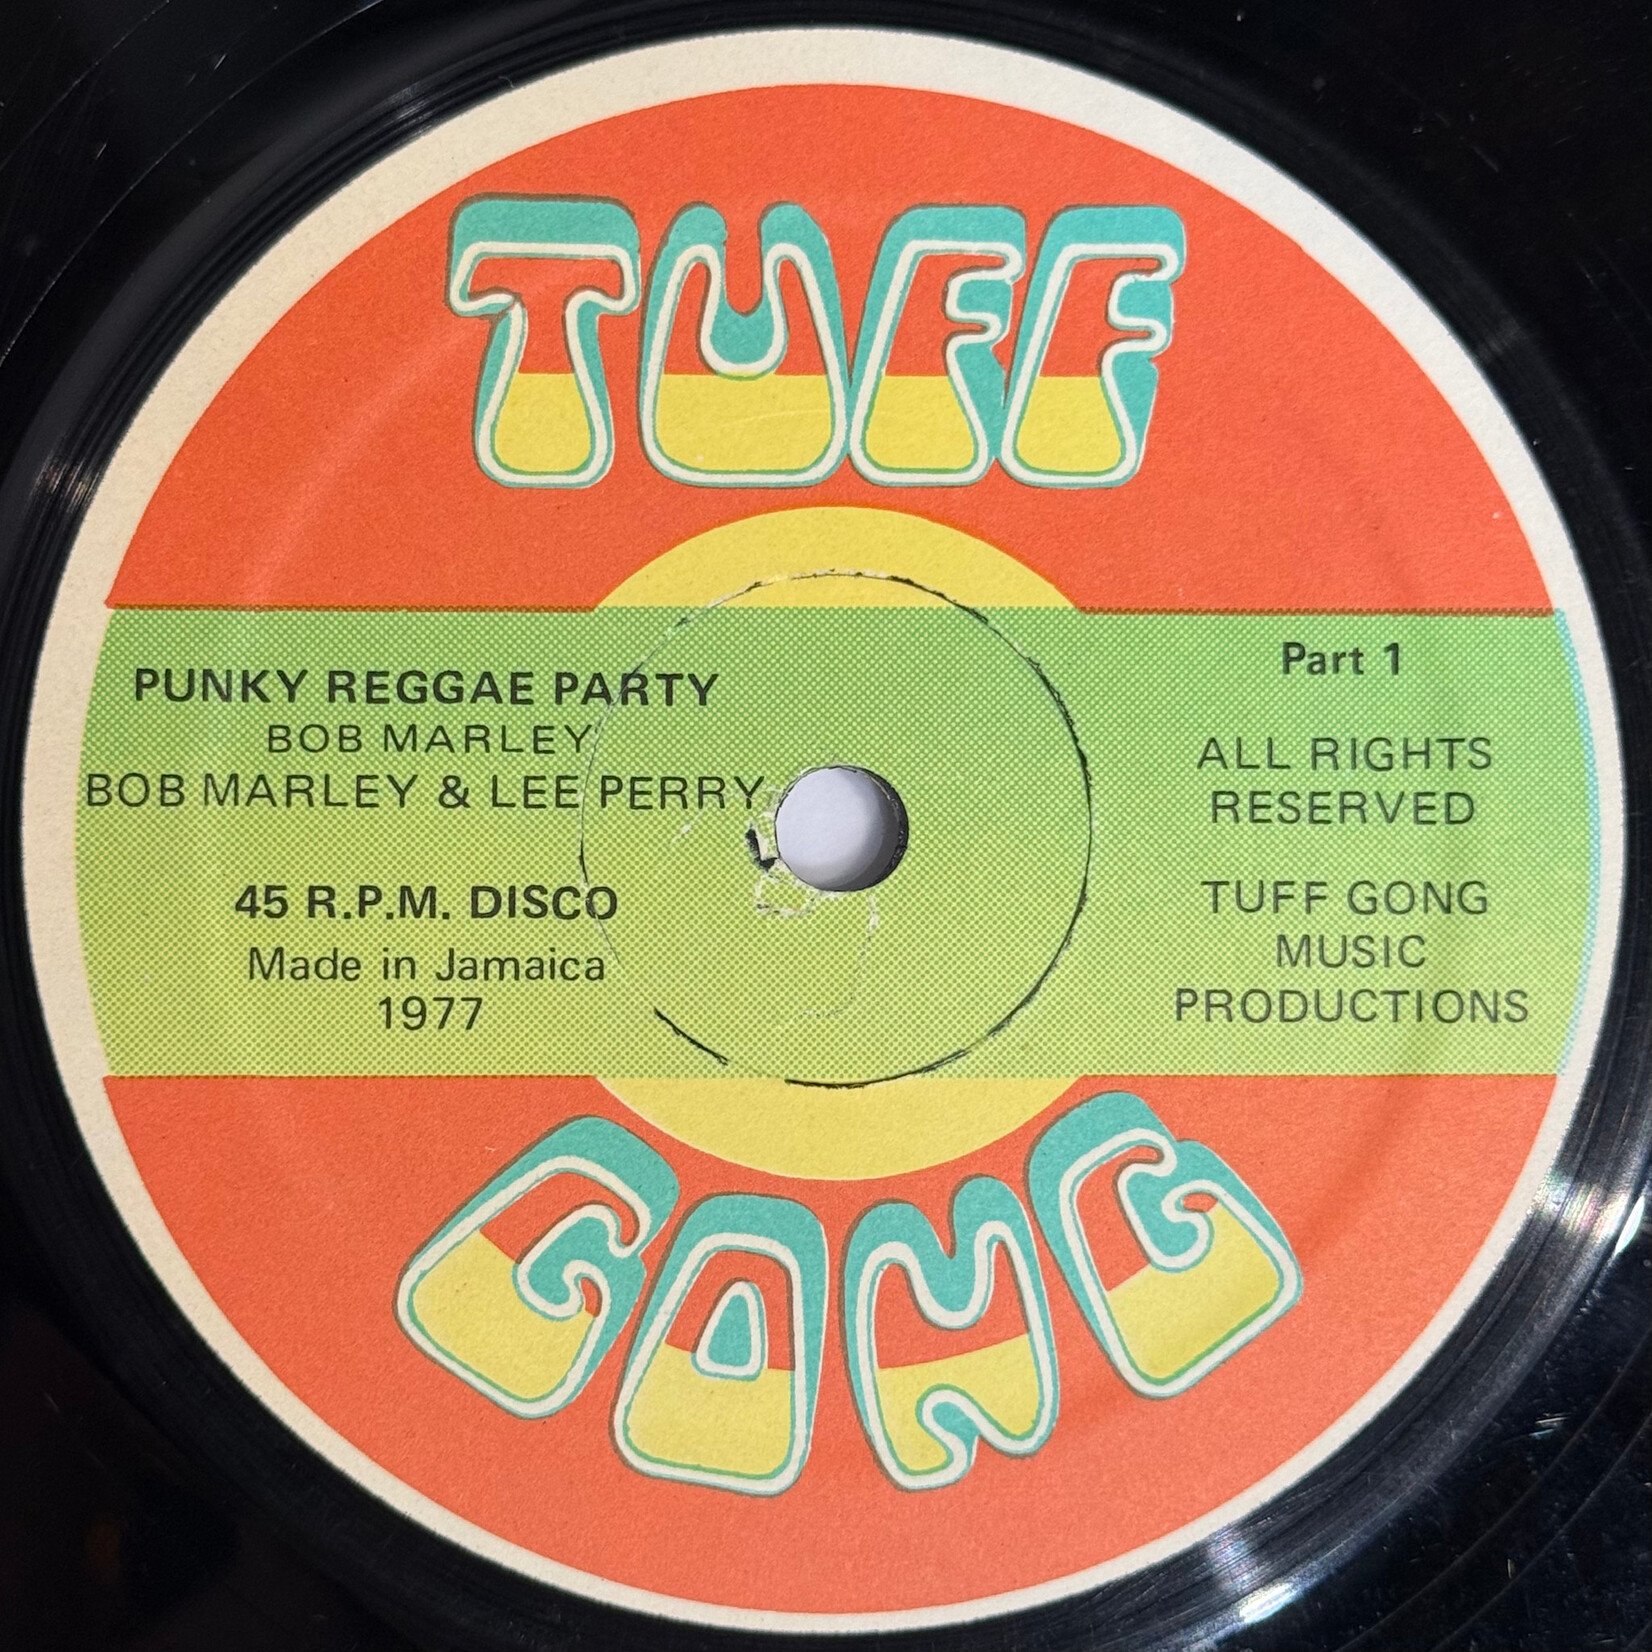 TUFF
PUNKY REGGAE PARTY
BOB MARLEY
BOB MARLEY & LEE PERRY
45 R.P.M. DISCO
Made in Jamaica
1977
Part 1
ALL RIGHTS
RESERVED
TUFF GONG
MUSIC
PRODUCTIONS
GONG